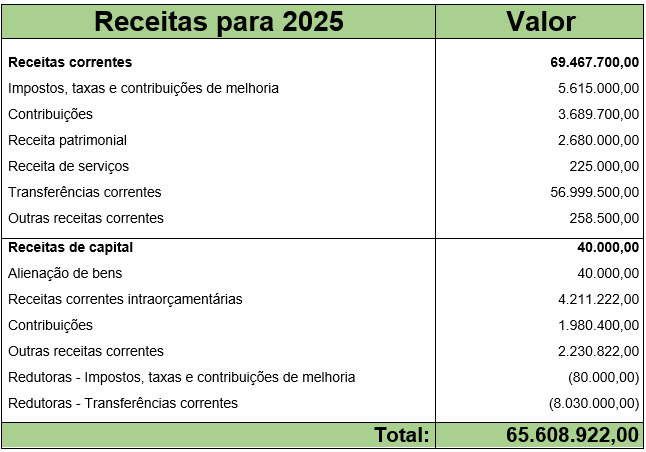 Receitas para 2025 Valor
Receitas correntes 69.467.700,00
Impostos, taxas e contribuições de melhoria 5.615.000,00
Contribuições 3.689.700,00
Receita patrimonial 2.680.000,00
Receita de serviços 225.000,00
Transferências correntes 56.999.500,00
Outras receitas correntes 258.500,00
Receitas de capital 40.000,00
Alienação de bens 40.000,00
Receitas correntes intraorçamentárias 4.211.222,00
Contribuições 1.980.400,00
Outras receitas correntes 2.230.822,00
Redutoras - Impostos, taxas e contribuições de melhoria (80.000,00)
Redutoras - Transferências correntes (8.030.000,00)
Total: 65.608.922,00